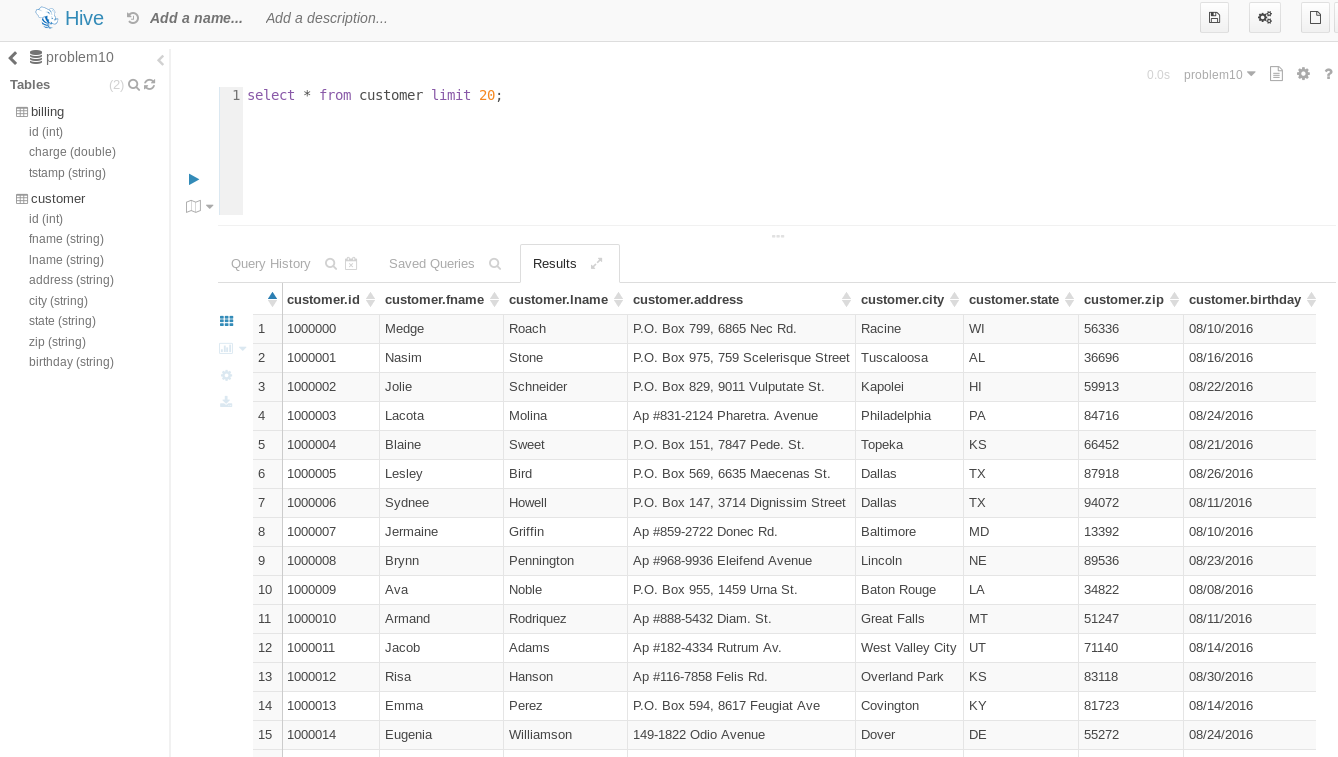 Hive Add a name... Add a description...
problem10
Tables (2)
billing
id (int)
charge (double)
tstamp (string)
customer
id (int)
fname (string)
lname (string)
address (string)
city (string)
state (string)
zip (string)
birthday (string)
0.0s problem10 ?
1 select * from customer limit 20;
Query History Saved Queries Results
customer.id customer.fname customer.lname customer.address customer.city customer.state customer.zip customer.birthday
1 1000000 Medge Roach P.O. Box 799, 6865 Nec Rd. Racine WI 56336 08/10/2016
2 1000001 Nasim Stone P.O. Box 975, 759 Scelerisque Street Tuscaloosa AL 36696 08/16/2016
3 1000002 Jolie Schneider P.O. Box 829, 9011 Vulputate St. Kapolei HI 59913 08/22/2016
4 1000003 Lacota Molina Ap #831-2124 Pharetra. Avenue Philadelphia PA 84716 08/24/2016
5 1000004 Blaine Sweet P.O. Box 151, 7847 Pede. St. Topeka KS 66452 08/21/2016
6 1000005 Lesley Bird P.O. Box 569, 6635 Maecenas St. Dallas TX 87918 08/26/2016
7 1000006 Sydnee Howell P.O. Box 147, 3714 Dignissim Street Dallas TX 94072 08/11/2016
8 1000007 Jermaine Griffin Ap #859-2722 Donec Rd. Baltimore MD 13392 08/10/2016
9 1000008 Brynn Pennington Ap #968-9936 Eleifend Avenue Lincoln NE 89536 08/23/2016
10 1000009 Ava Noble P.O. Box 955, 1459 Urna St. Baton Rouge LA 34822 08/08/2016
11 1000010 Armand Rodriquez Ap #888-5432 Diam. St. Great Falls MT 51247 08/11/2016
12 1000011 Jacob Adams Ap #182-4334 Rutrum Av. West Valley City UT 71140 08/14/2016
13 1000012 Risa Hanson Ap #116-7858 Felis Rd. Overland Park KS 83118 08/30/2016
14 1000013 Emma Perez P.O. Box 594, 8617 Feugiat Ave Covington KY 81723 08/14/2016
15 1000014 Eugenia Williamson 149-1822 Odio Avenue Dover DE 55272 08/24/2016